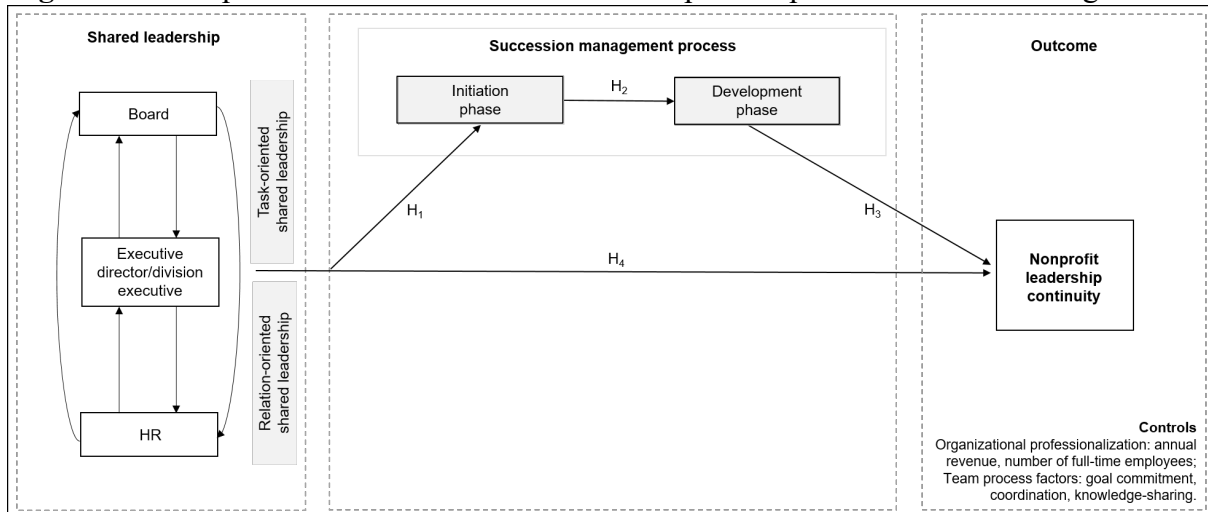 Shared leadership
Board
Executive
director/division
executive
HR
Task-oriented
shared leadership
Relation-oriented
shared leadership
Succession management process
Initiation
phase
H2
Development
phase
H1
H3
H4
Outcome
Nonprofit
leadership
continuity
Controls
Organizational professionalization: annual
revenue, number of full-time employees;
Team process factors: goal commitment,
coordination, knowledge-sharing.